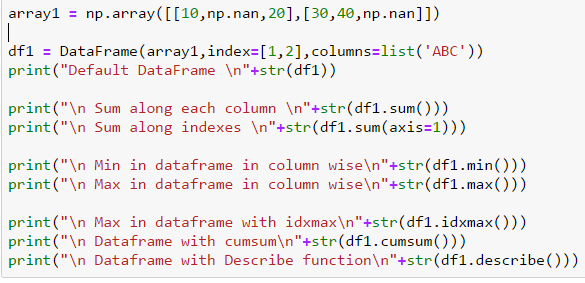 array1 = np.array([[10,np.nan,20],[30,40,np.nan]])
df1 = DataFrame(array1,index=[1,2],columns=list('ABC'))
print("Default DataFrame \n"+str(df1))
print("\n Sum along each column \n"+str(df1.sum()))
print("\n Sum along indexes \n"+str(df1.sum(axis=1)))
print("\n Min in dataframe in column wise\n"+str(df1.min()))
print("\n Max in dataframe in column wise\n"+str(df1.max()))
print("\n Max in dataframe with idxmax\n"+str(df1.idxmax()))
print("\n Dataframe with cumsum\n"+str(df1.cumsum()))
print("\n Dataframe with Describe function\n"+str(df1.describe()))